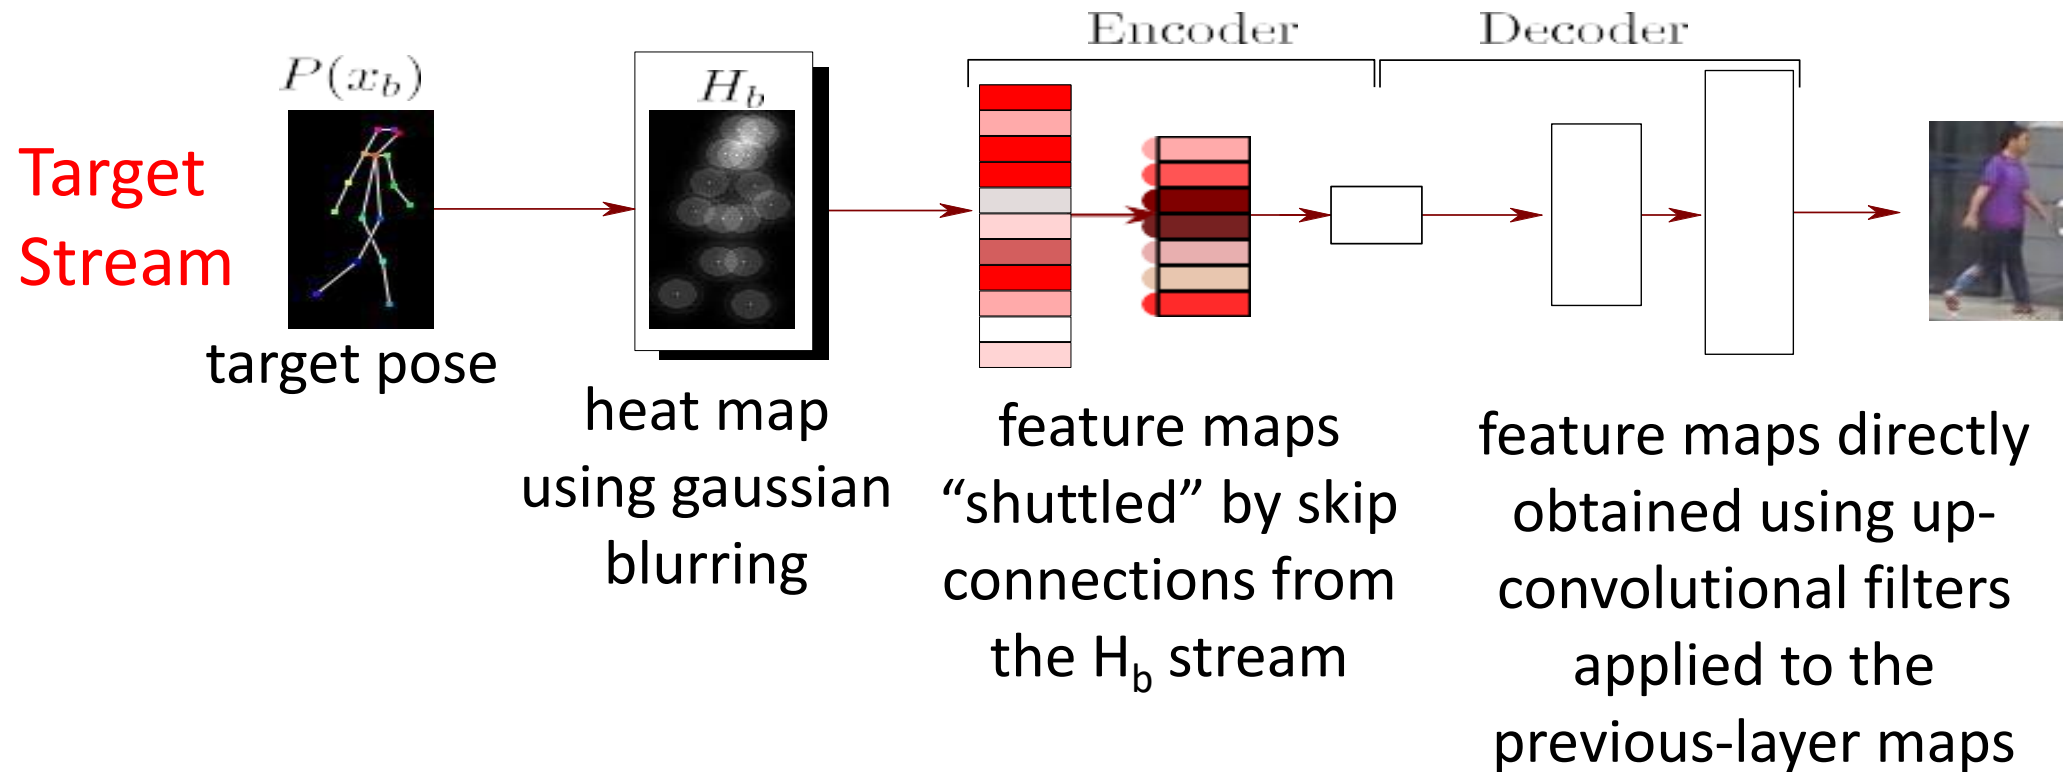 Encoder
Decoder
P(x_b)
H_b
Target
Stream
target pose
heat map
using gaussian
blurring
feature maps
“shuttled” by skip
connections from
the H_b stream
feature maps directly
obtained using up-
convolutional filters
applied to the
previous-layer maps